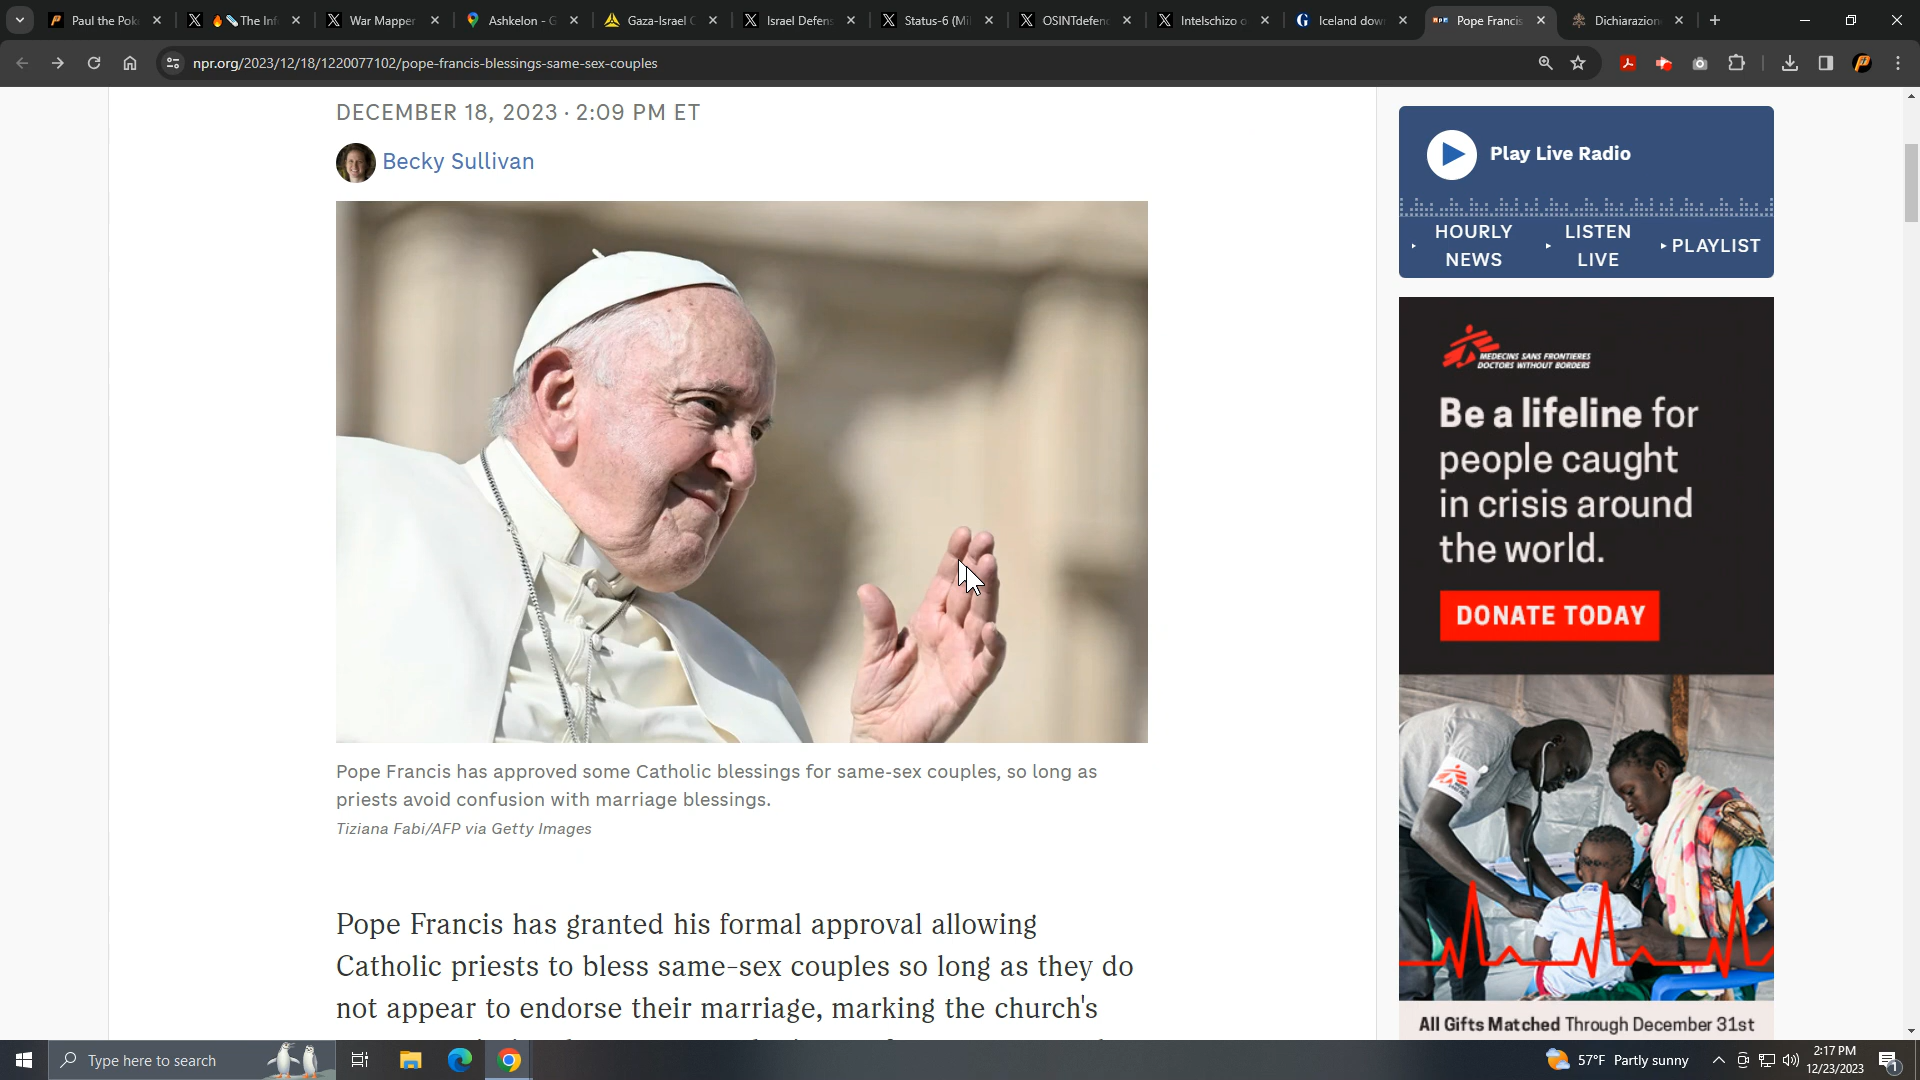 Paul the Pok
🔥✎The Inf
War Mapper
Ashkelon - G
Gaza-Israel C
Israel Defens
Status-6 (Mil
OSINTdefend
Intelschizo o
Iceland dow
npr
Pope Francis
Dichiarazion
npr.org/2023/12/18/1220077102/pope-francis-blessings-same-sex-couples
DECEMBER 18, 2023 · 2:09 PM ET
Becky Sullivan
Pope Francis has approved some Catholic blessings for same-sex couples, so long as
priests avoid confusion with marriage blessings.
Tiziana Fabi/AFP via Getty Images
Pope Francis has granted his formal approval allowing
Catholic priests to bless same-sex couples so long as they do
not appear to endorse their marriage, marking the church's
Play Live Radio
HOURLY NEWS
LISTEN LIVE
PLAYLIST
MEDECINS SANS FRONTIERES
DOCTORS WITHOUT BORDERS
Be a lifeline for
people caught
in crisis around
the world.
DONATE TODAY
All Gifts Matched Through December 31st
Type here to search
57°F Partly sunny
2:17 PM
12/23/2023
1